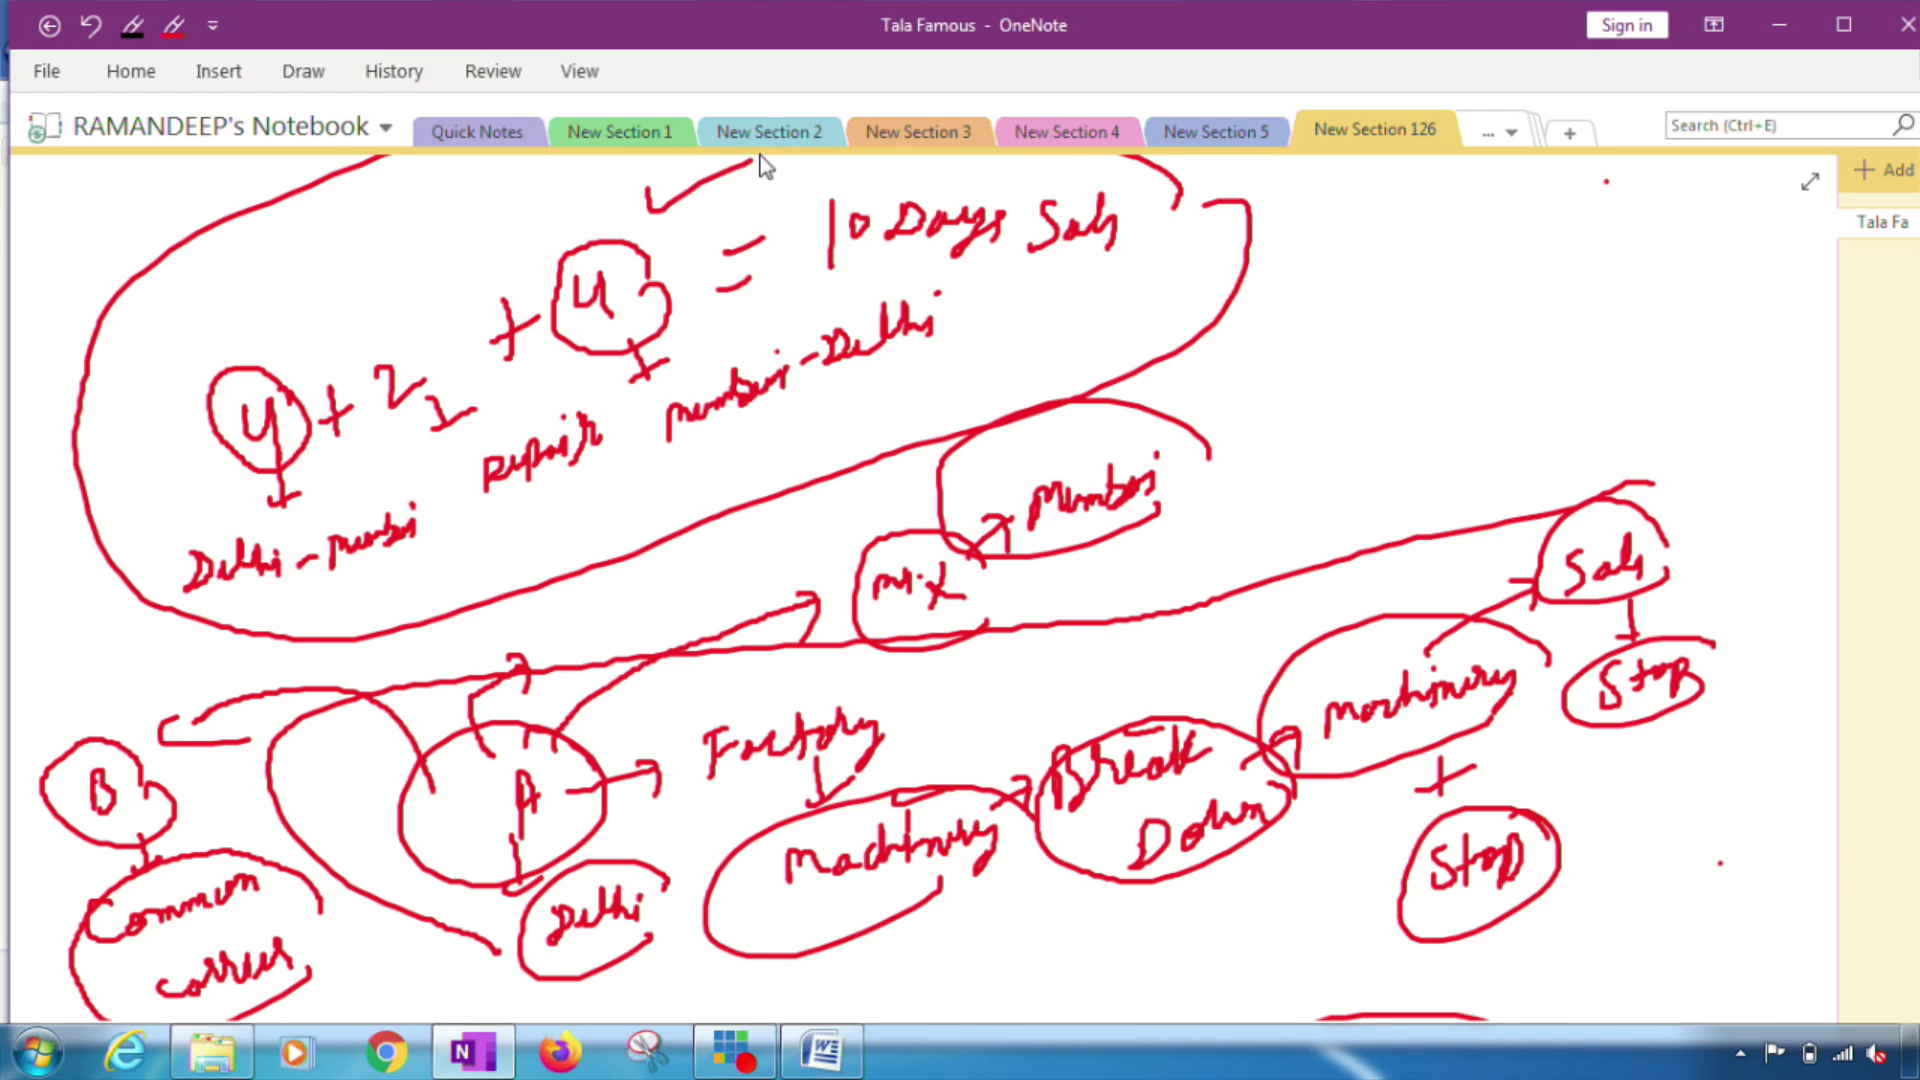 Tala Famous - OneNote
Sign in
File Home Insert Draw History Review View
RAMANDEEP's Notebook
Quick Notes New Section 1 New Section 2 New Section 3 New Section 4 New Section 5 New Section 126 ... +
Search (Ctrl+E)
+ Add
Tala Fa
= 10 Days Sals
4 + 2 + 4
Delhi - mumbai
repair
mumbai - Delhi
mumbai
mix
Sals
Stop
machinery
Stop
Break
Down
Factory
machinery
A
Delhi
B
Common
carrier